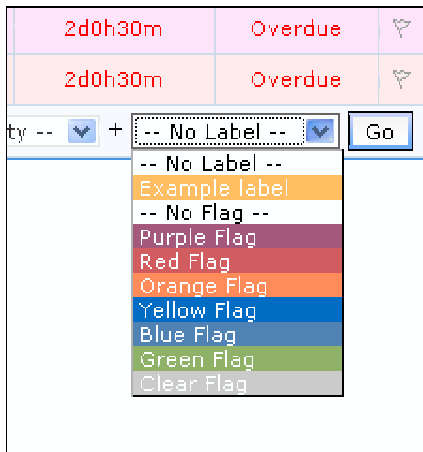 2d0h30m Overdue
2d0h30m Overdue
ty -- + -- No Label -- Go
-- No Label --
Example label
-- No Flag --
Purple Flag
Red Flag
Orange Flag
Yellow Flag
Blue Flag
Green Flag
Clear Flag